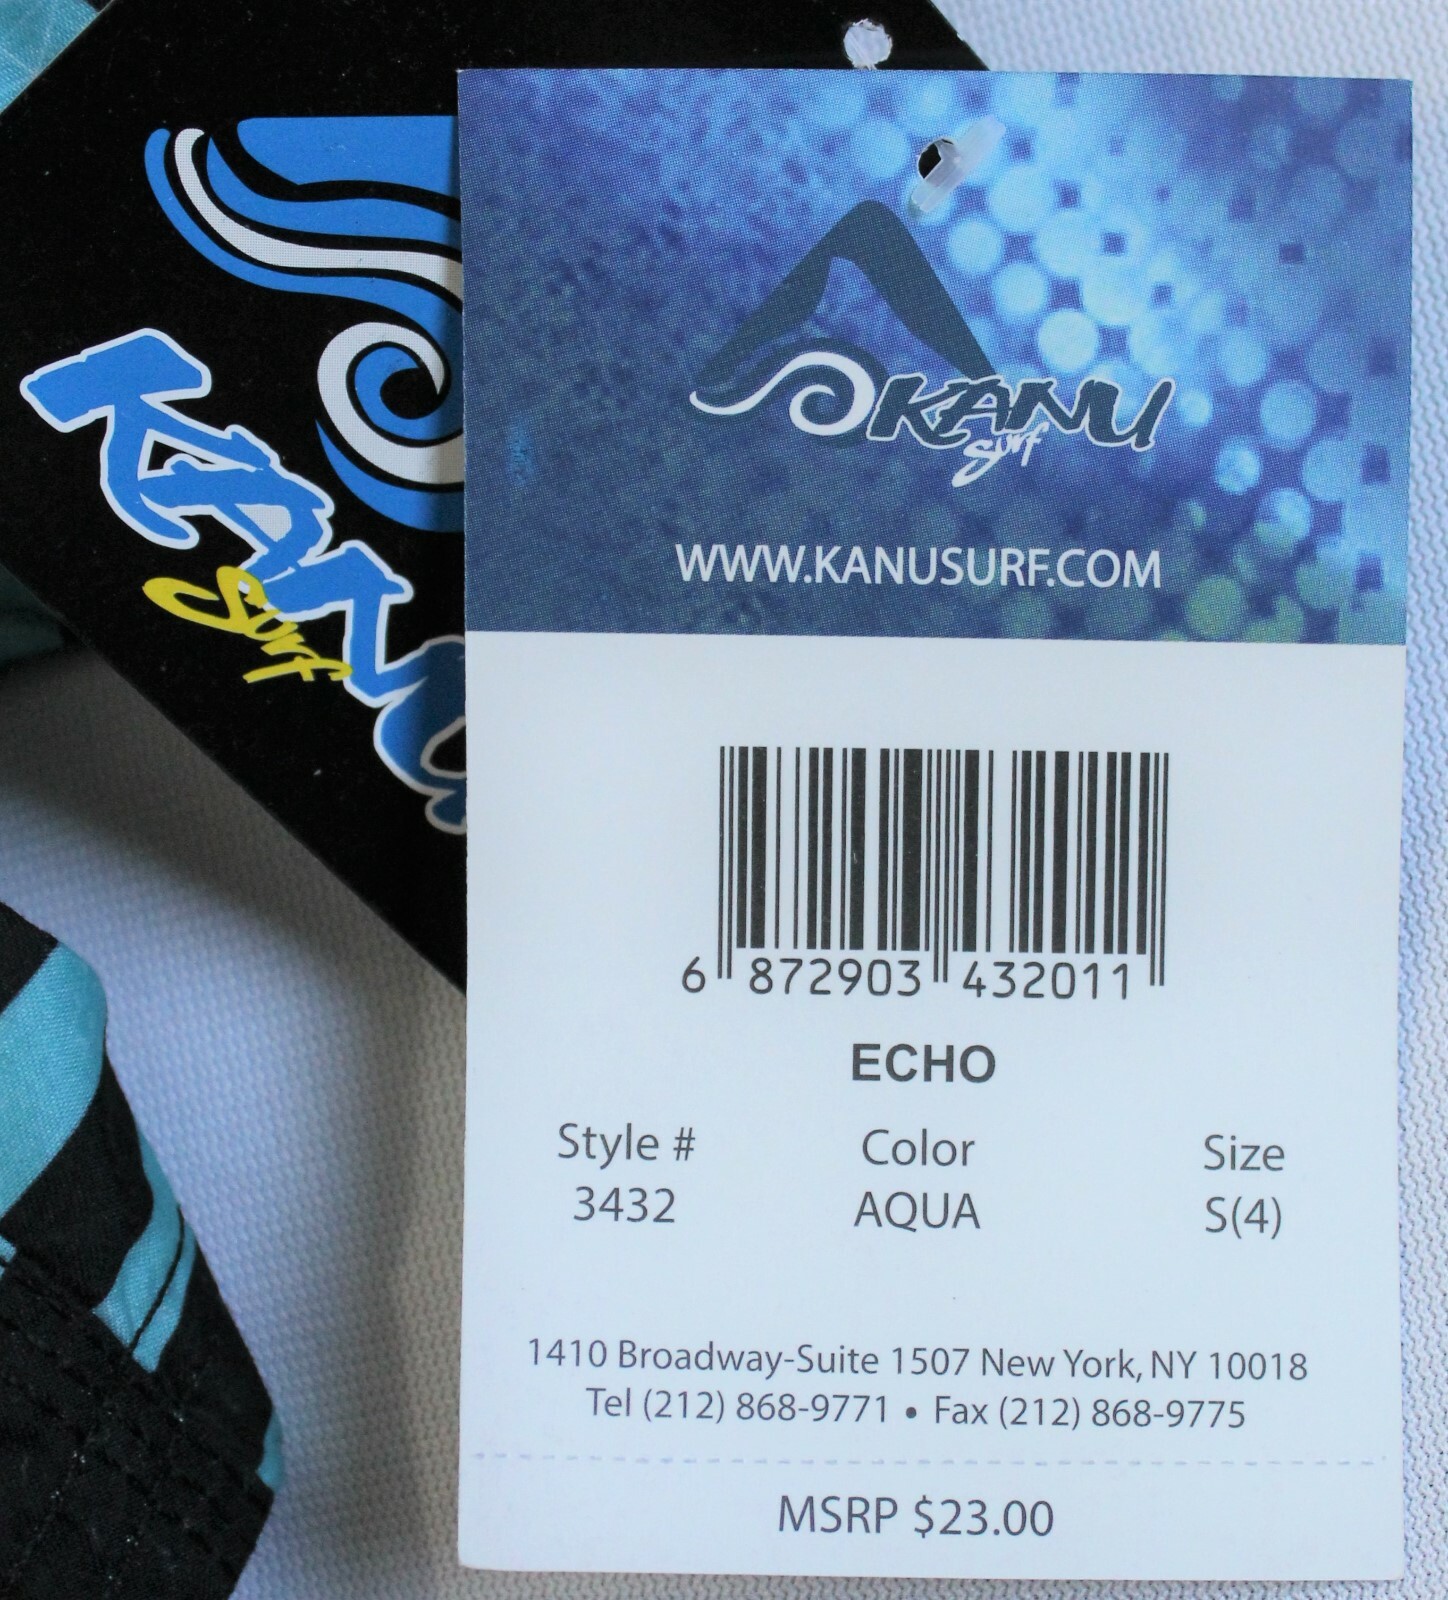 KANU
Surf
KANU
Surf
WWW.KANUSURF.COM
6 872903 432011
ECHO
Style # Color Size
3432 AQUA S(4)
1410 Broadway-Suite 1507 New York, NY 10018
Tel (212) 868-9771 • Fax (212) 868-9775
MSRP $23.00